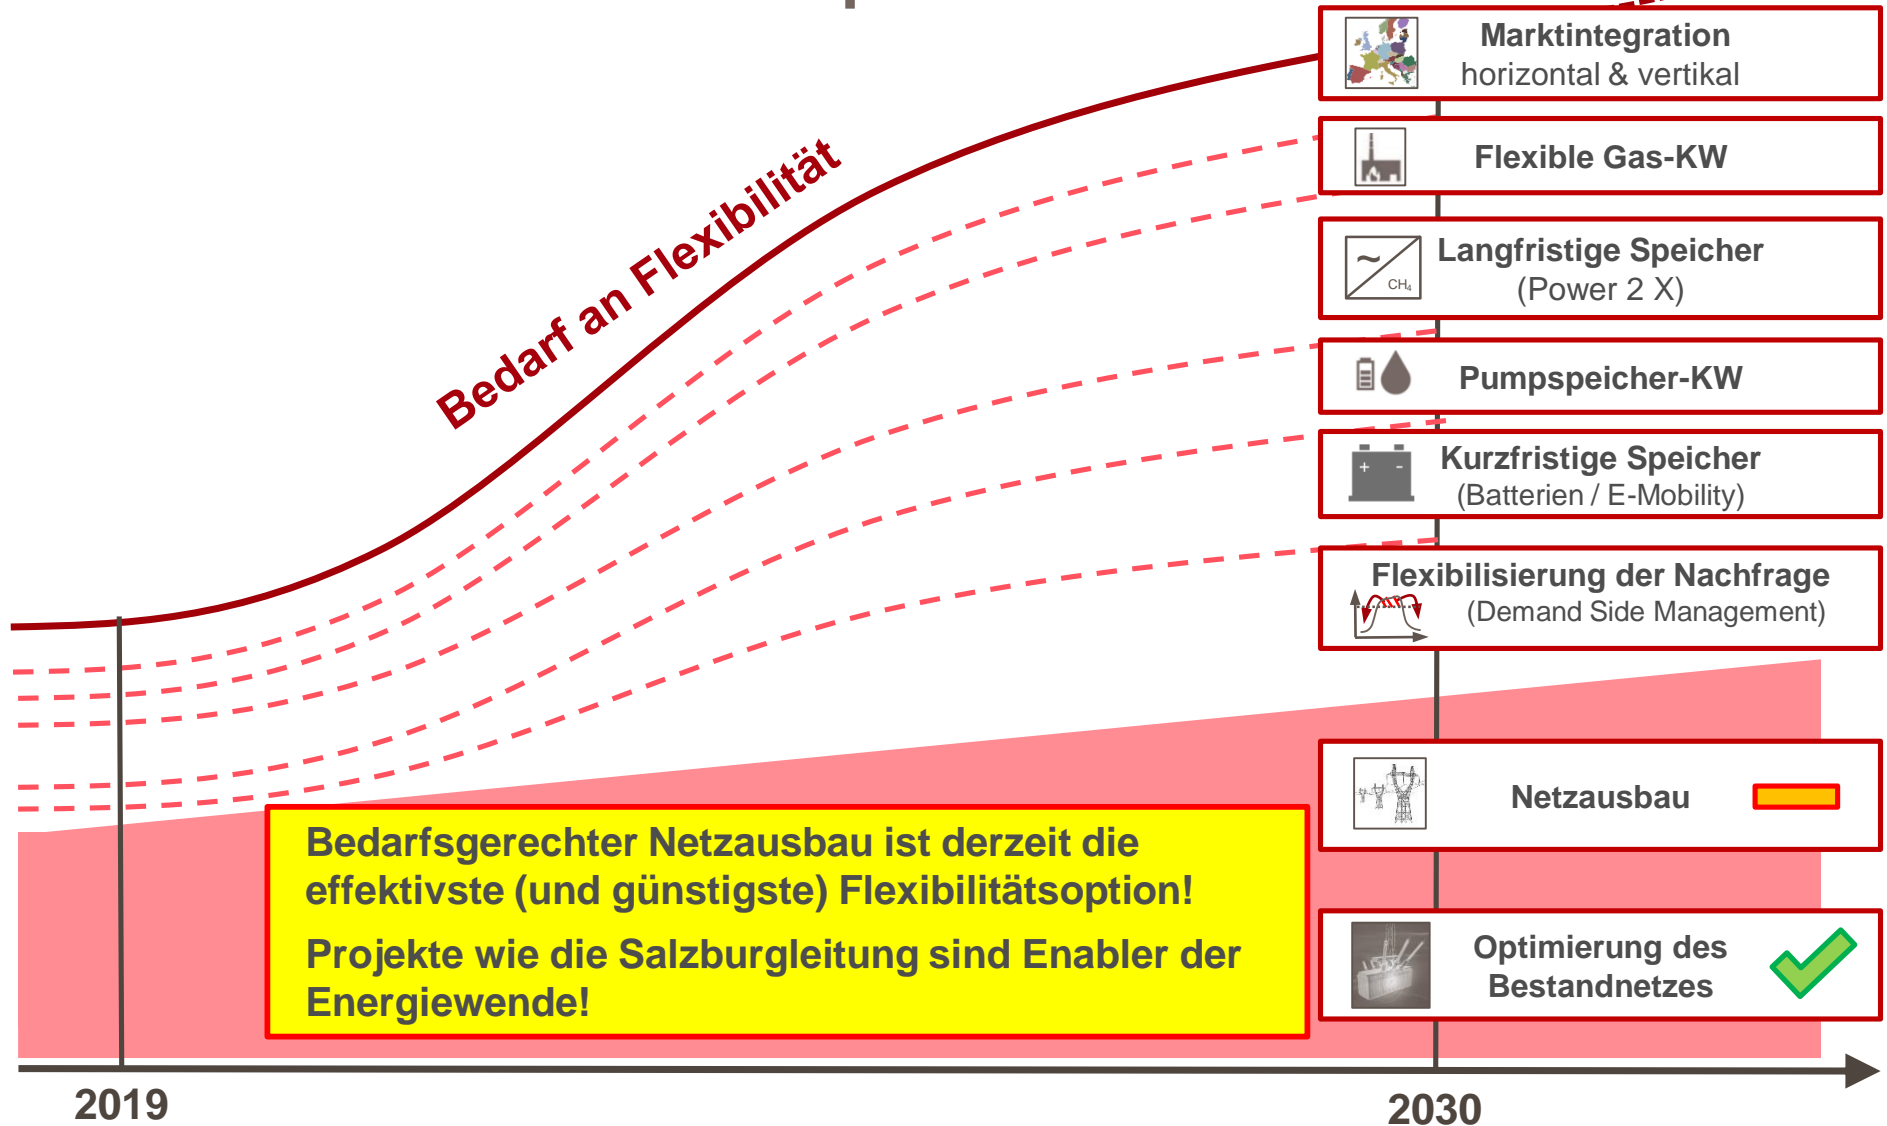 Marktintegration
horizontal & vertikal
Flexible Gas-KW
Bedarf an Flexibilität
~
CH₄
Langfristige Speicher
(Power 2 X)
Pumpspeicher-KW
+ -
Kurzfristige Speicher
(Batterien / E-Mobility)
Flexibilisierung der Nachfrage
(Demand Side Management)
Netzausbau
Bedarfsgerechter Netzausbau ist derzeit die
effektivste (und günstigste) Flexibilitätsoption!
Projekte wie die Salzburgleitung sind Enabler der
Energiewende!
Optimierung des
Bestandnetzes
2019
2030